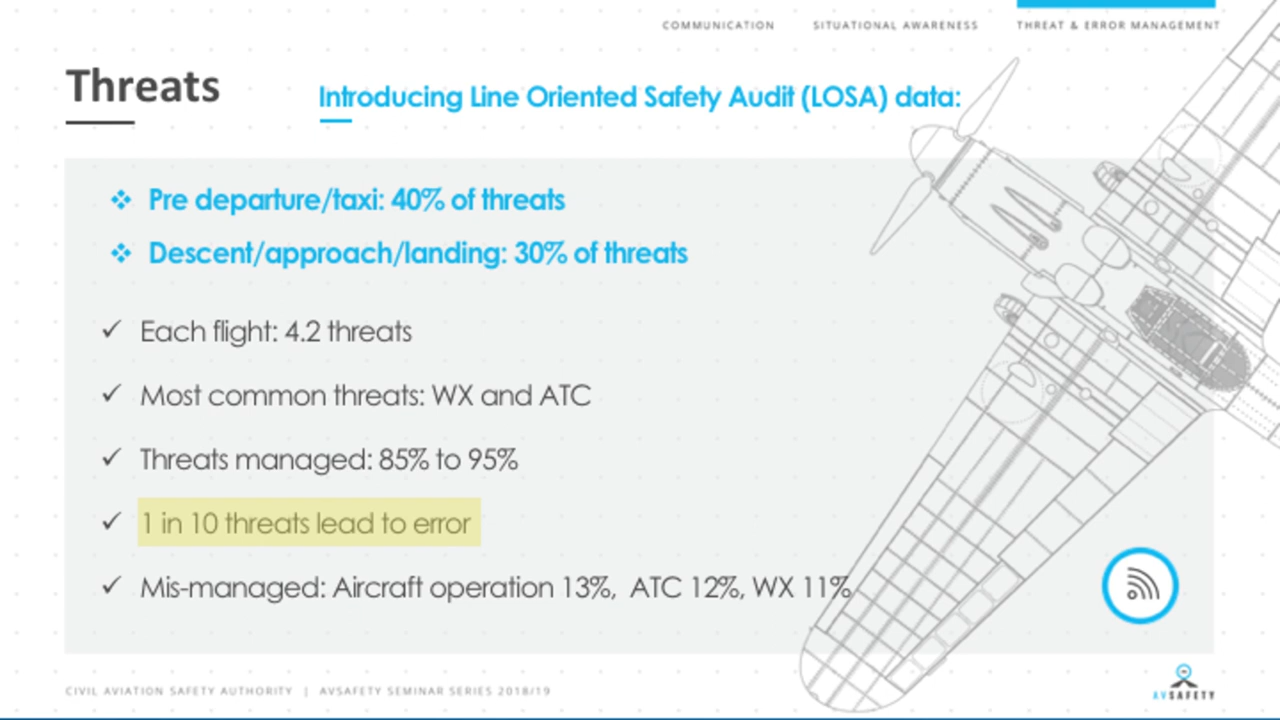 COMMUNICATION SITUATIONAL AWARENESS THREAT & ERROR MANAGEMENT
Threats
Introducing Line Oriented Safety Audit (LOSA) data:
❖ Pre departure/taxi: 40% of threats
❖ Descent/approach/landing: 30% of threats
✓ Each flight: 4.2 threats
✓ Most common threats: WX and ATC
✓ Threats managed: 85% to 95%
✓ 1 in 10 threats lead to error
✓ Mis-managed: Aircraft operation 13%, ATC 12%, WX 11%
CIVIL AVIATION SAFETY AUTHORITY | AVSAFETY SEMINAR SERIES 2018/19
AVSAFETY